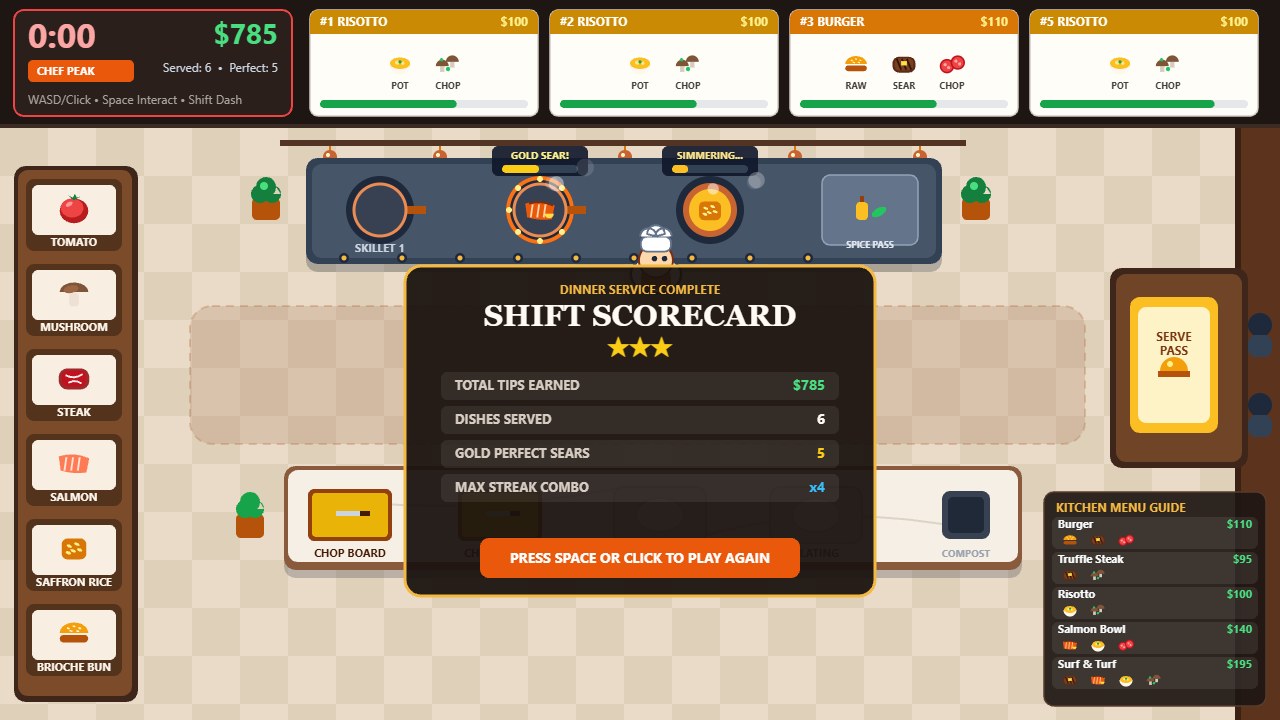 0:00
$785
CHEF PEAK
Served: 6 • Perfect: 5
WASD/Click • Space Interact • Shift Dash
#1 RISOTTO $100
POT CHOP
#2 RISOTTO $100
POT CHOP
#3 BURGER $110
RAW SEAR CHOP
#5 RISOTTO $100
POT CHOP
GOLD SEAR!
SIMMERING...
SKILLET 1
SPICE PASS
TOMATO
MUSHROOM
STEAK
SALMON
SAFFRON RICE
BRIOCHE BUN
DINNER SERVICE COMPLETE
SHIFT SCORECARD
TOTAL TIPS EARNED $785
DISHES SERVED 6
GOLD PERFECT SEARS 5
MAX STREAK COMBO x4
PRESS SPACE OR CLICK TO PLAY AGAIN
CHOP BOARD
COMPOST
SERVE
PASS
KITCHEN MENU GUIDE
Burger $110
Truffle Steak $95
Risotto $100
Salmon Bowl $140
Surf & Turf $195